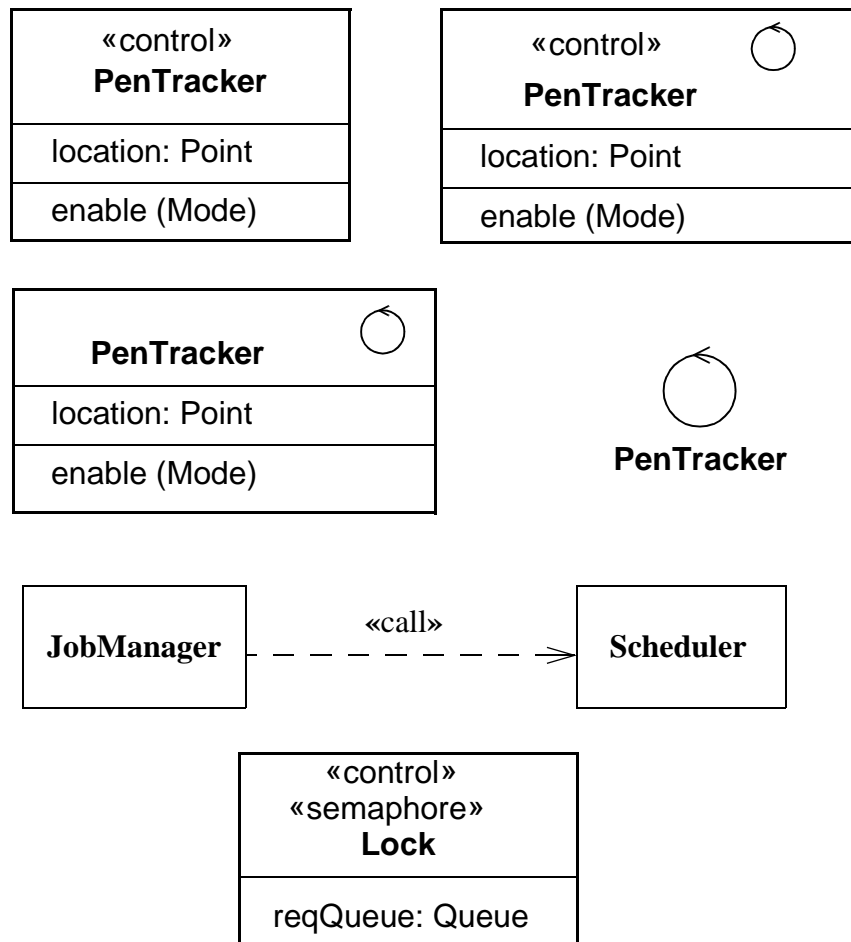 «control»
PenTracker
location: Point
enable (Mode)
«control»
PenTracker
location: Point
enable (Mode)
PenTracker
location: Point
enable (Mode)
PenTracker
JobManager
«call»
Scheduler
«control»
«semaphore»
Lock
reqQueue: Queue